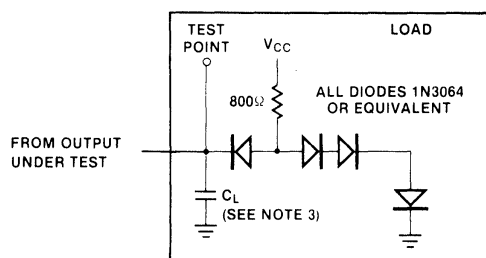 TEST
POINT
VCC
LOAD
800Ω
ALL DIODES 1N3064
OR EQUIVALENT
FROM OUTPUT
UNDER TEST
CL
(SEE NOTE 3)